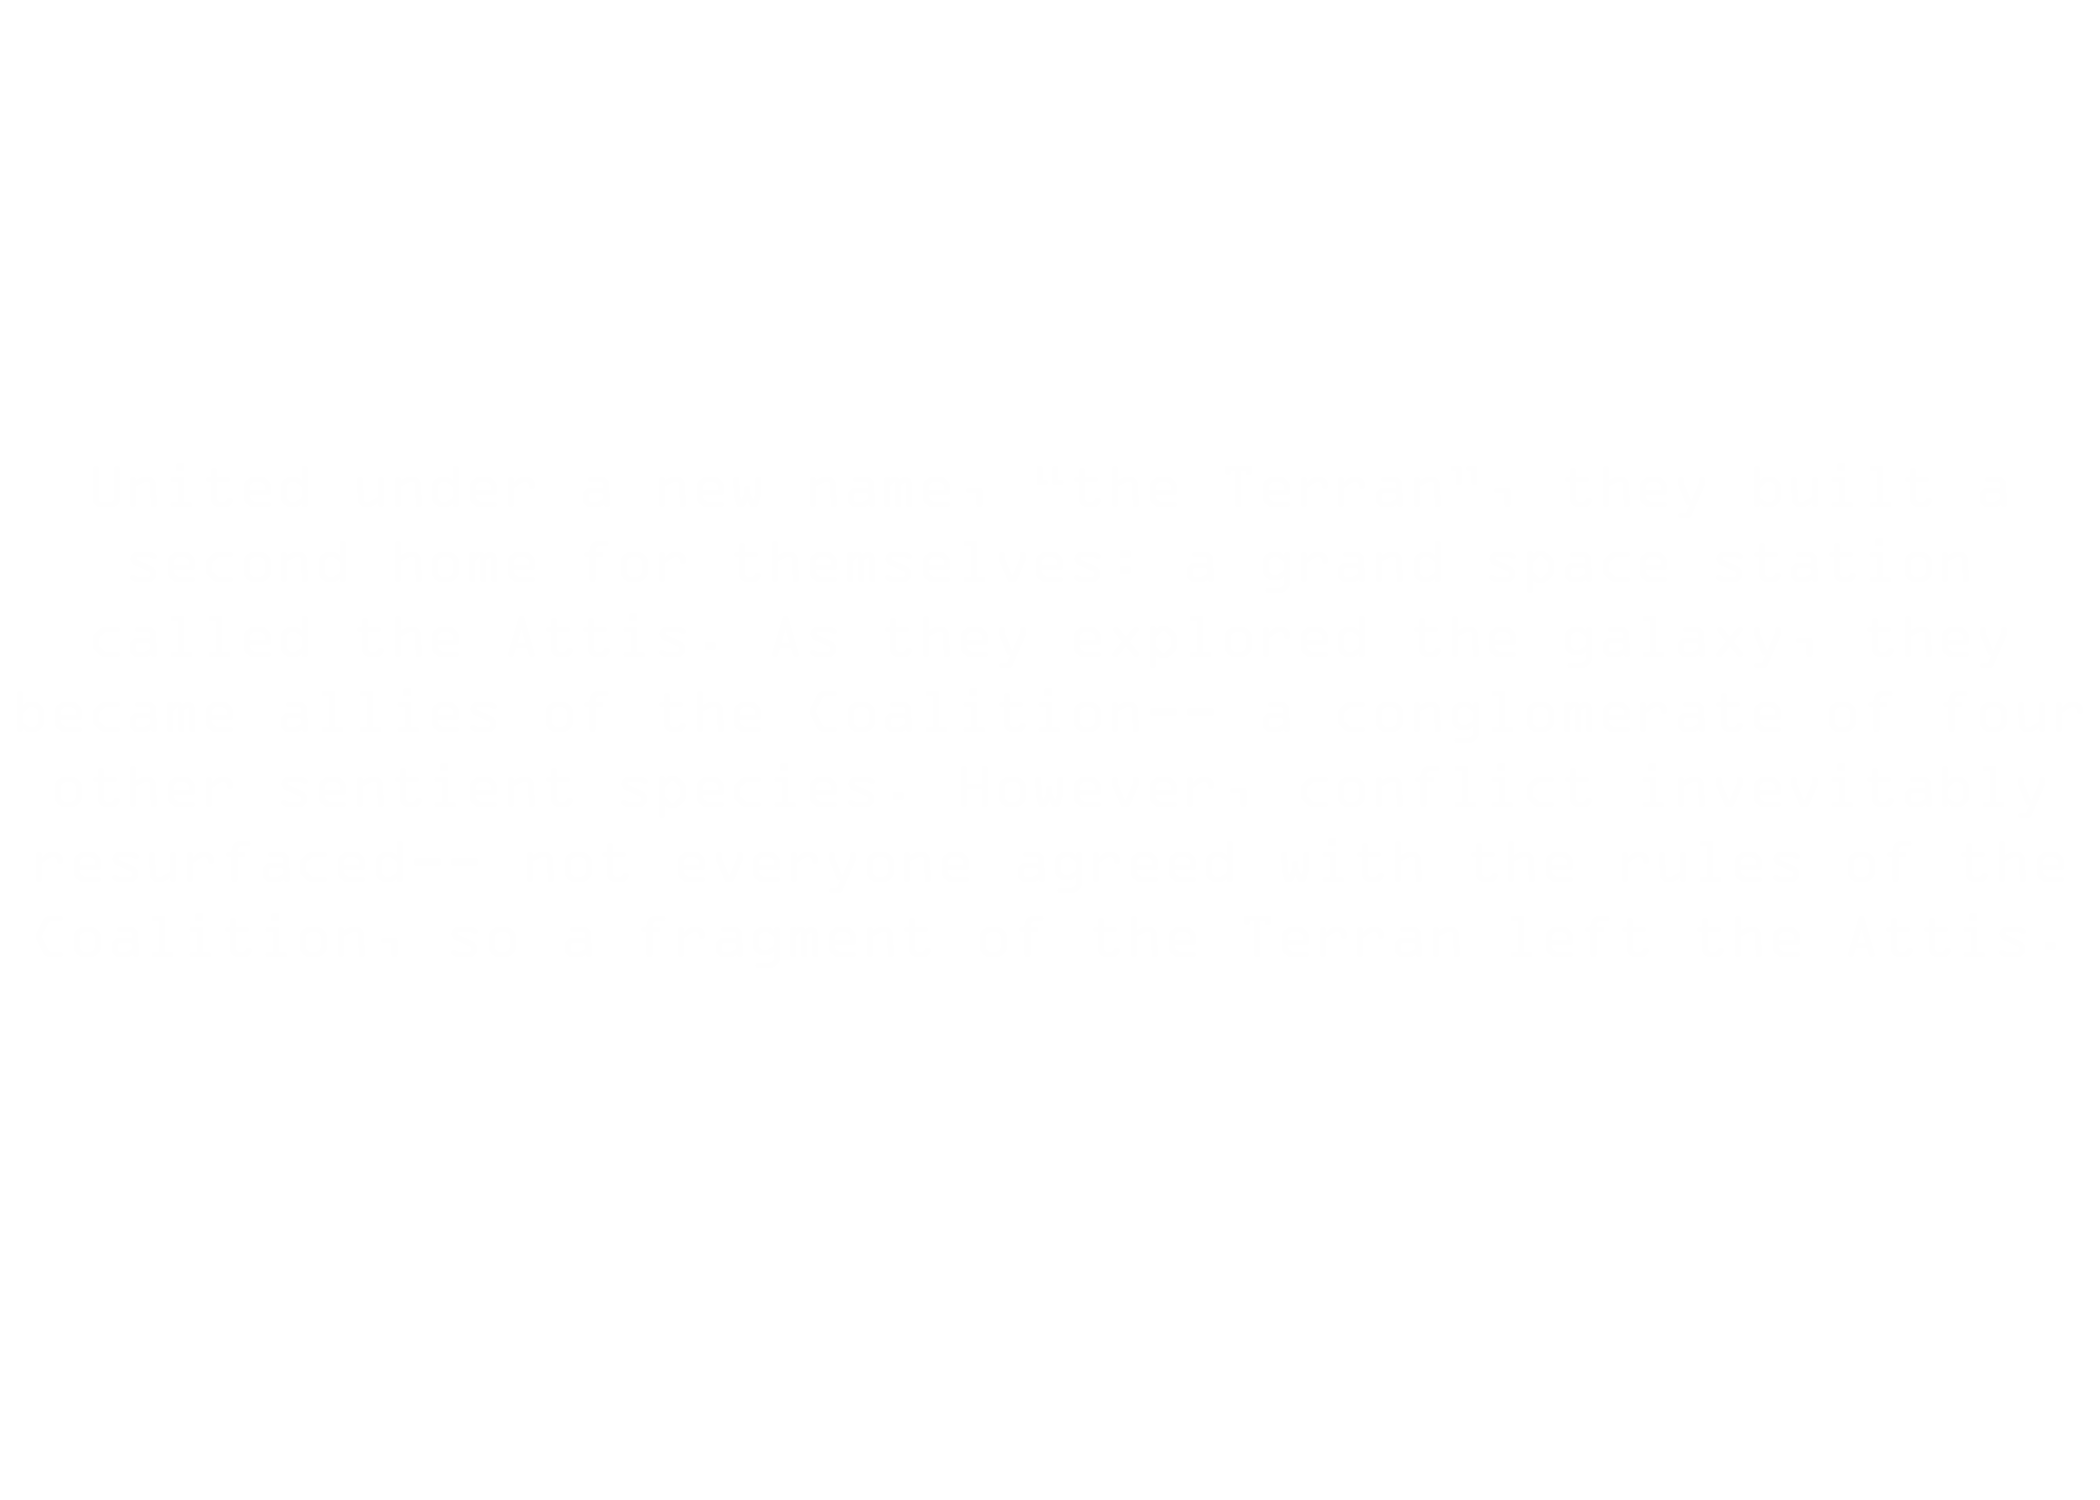 United under a new name, "the Terran", they built a
second home for themselves: a grand space station
called the Attis. As they explored the galaxy, they
became allies of the Coalition-- a conglomerate of four
other sentient species. However, conflict invevitably
resurfaced-- not everyone agreed with the rules of the
Coalition, so a fragment of the Terran left the Attis.